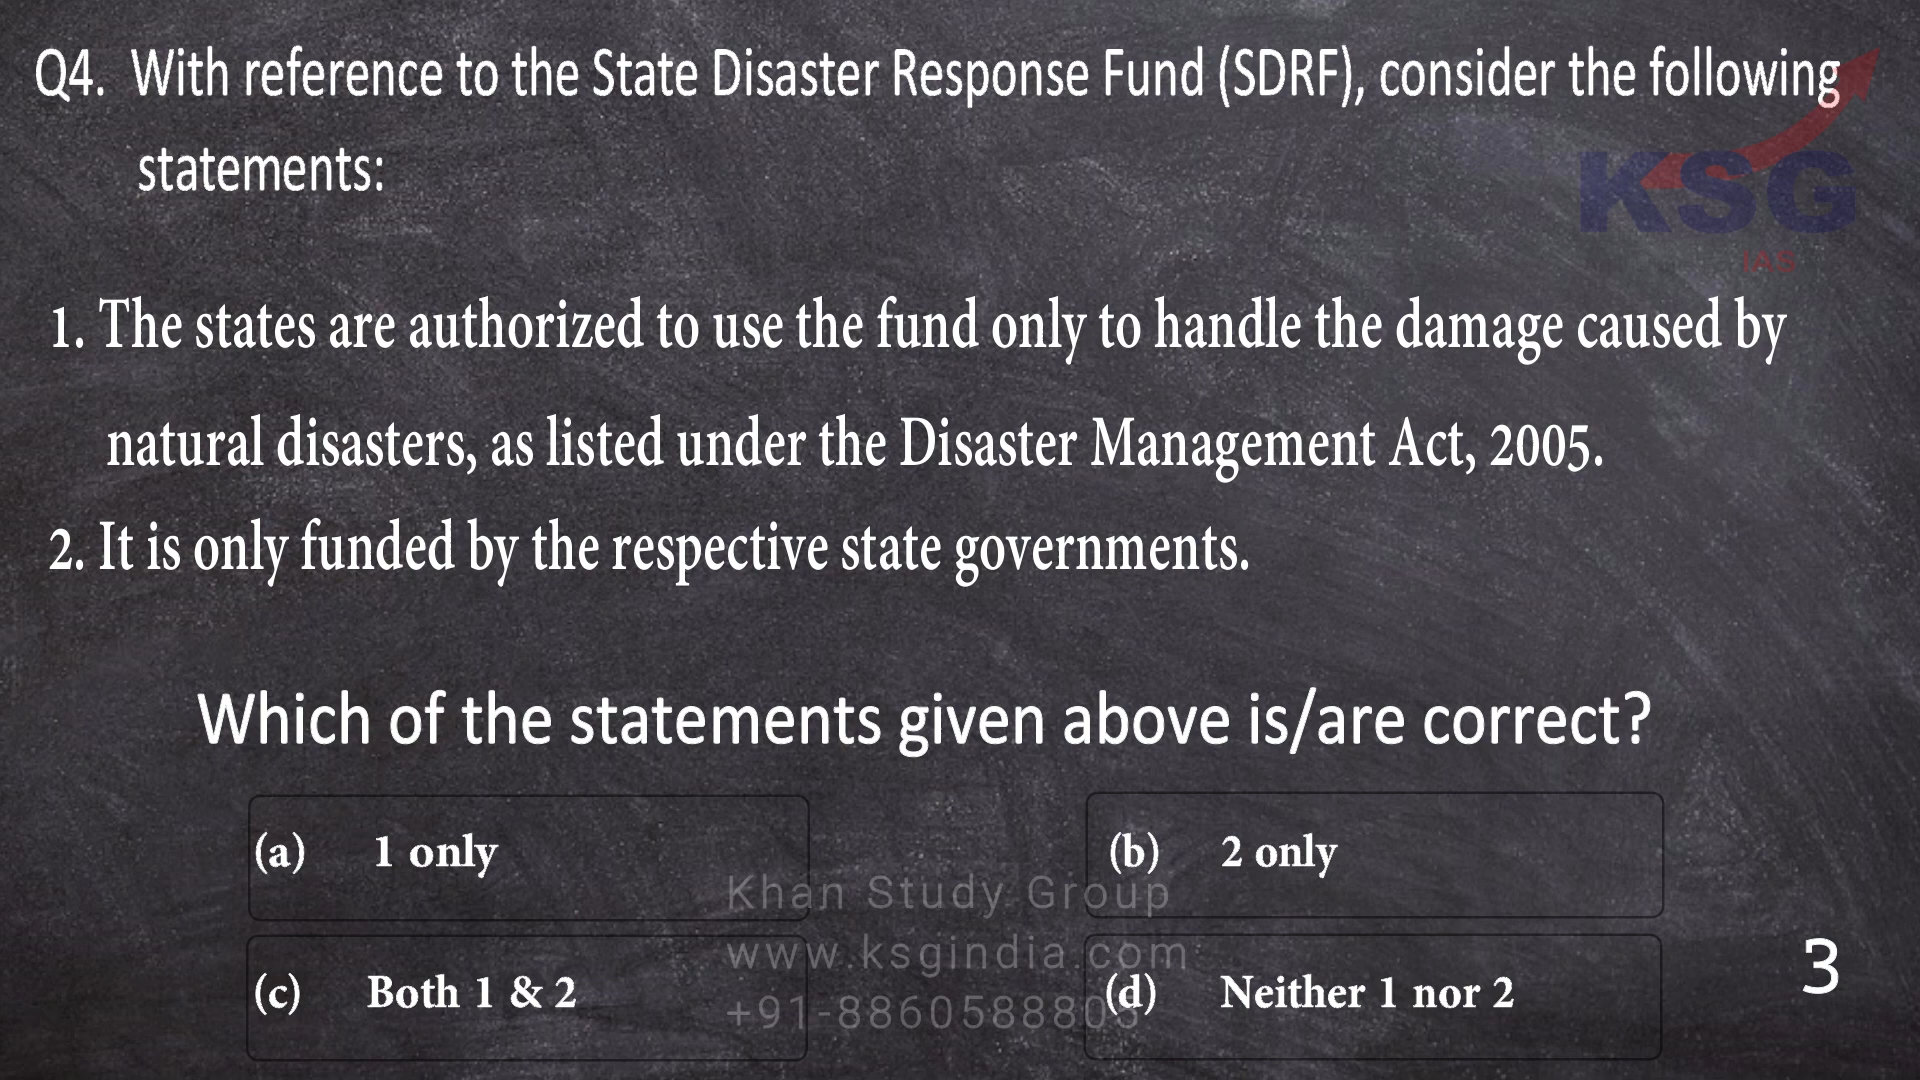 Q4. With reference to the State Disaster Response Fund (SDRF), consider the following
statements:
KSG
IAS
1. The states are authorized to use the fund only to handle the damage caused by
natural disasters, as listed under the Disaster Management Act, 2005.
2. It is only funded by the respective state governments.
Which of the statements given above is/are correct?
(a) 1 only
(b) 2 only
Khan Study Group
www.ksgindia.com
(c) Both 1 & 2
(d) Neither 1 nor 2
+91-8860588805
3